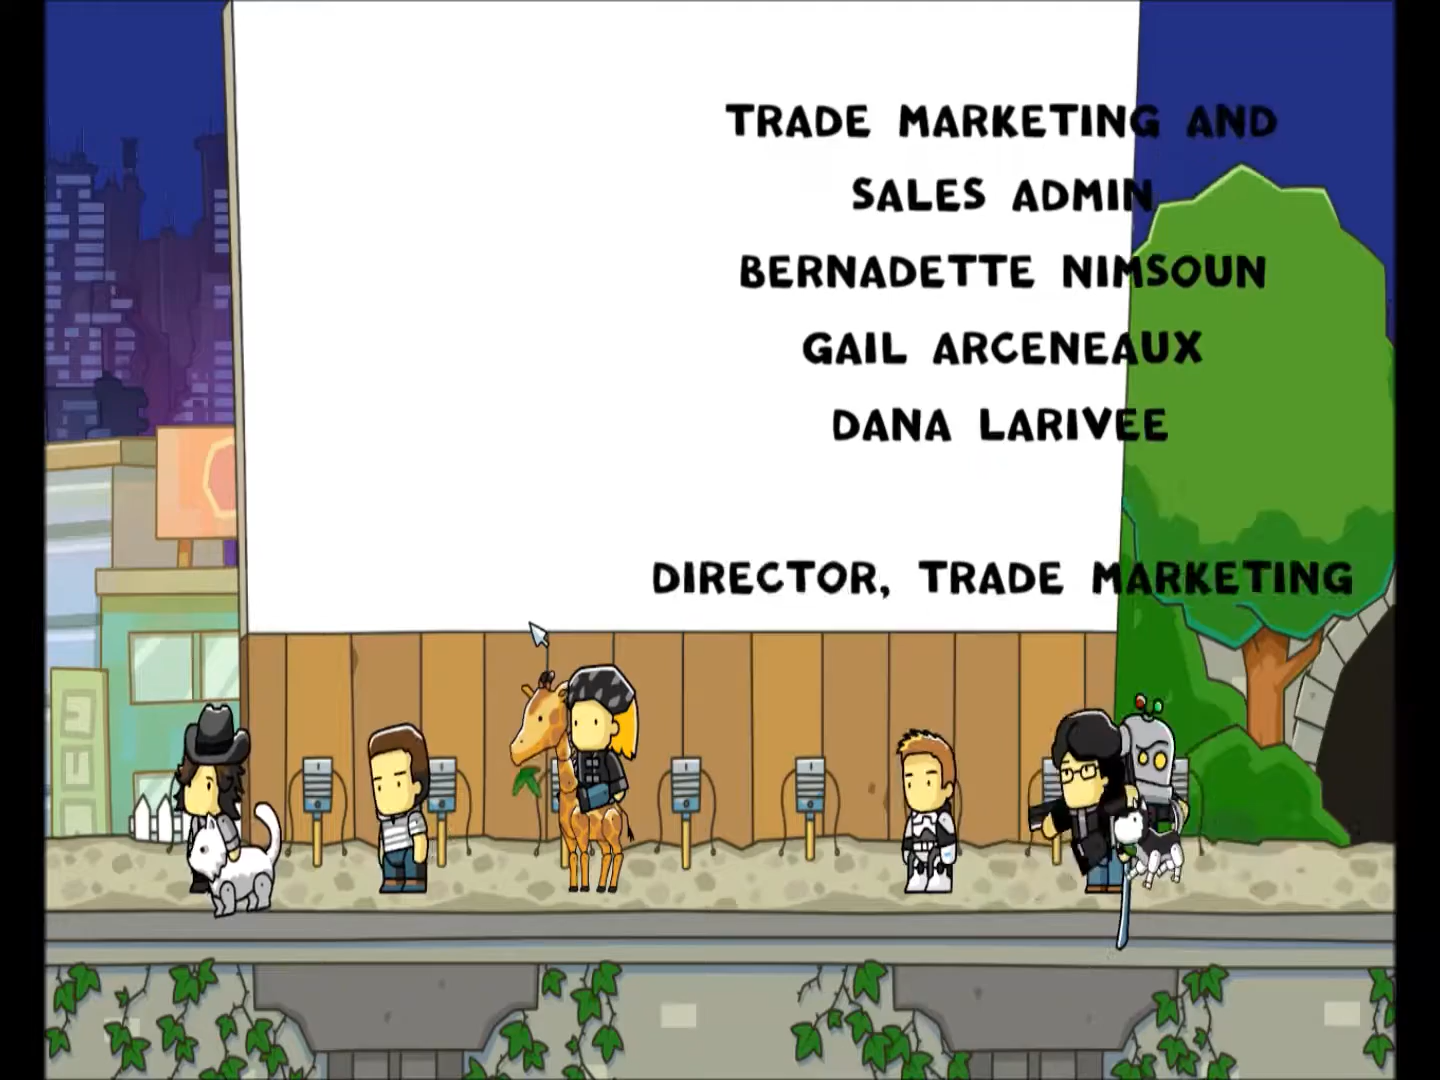 TRADE MARKETING AND
SALES ADMIN
BERNADETTE NIMSOUN
GAIL ARCENEAUX
DANA LARIVEE
DIRECTOR, TRADE MARKETING